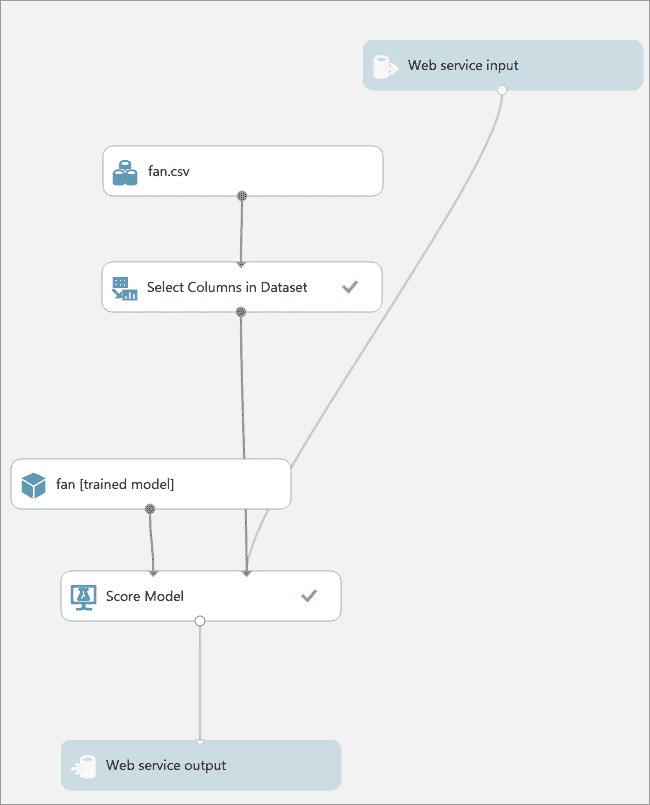 Web service input
fan.csv
Select Columns in Dataset
fan [trained model]
Score Model
Web service output